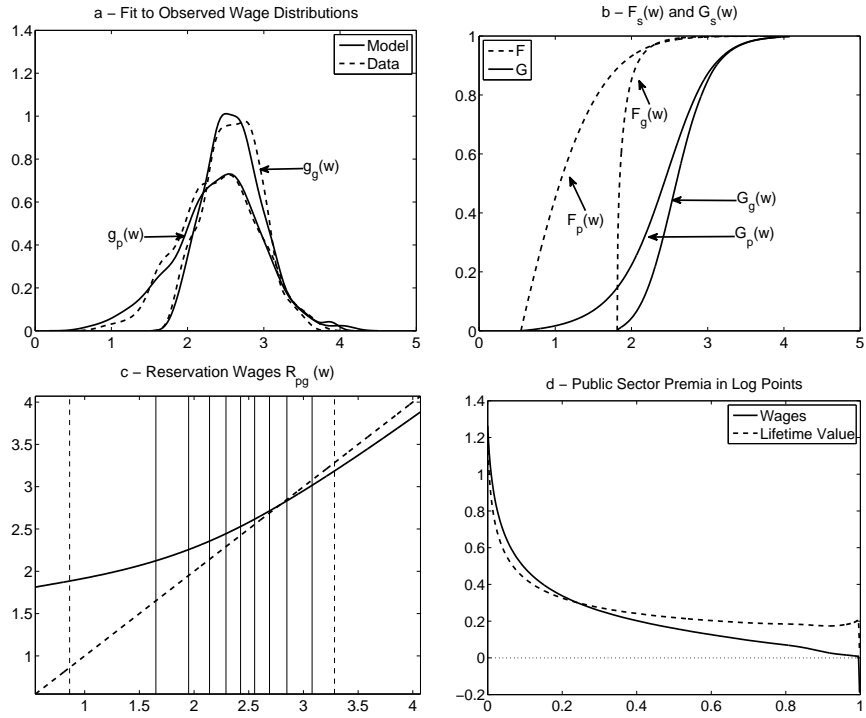 a – Fit to Observed Wage Distributions
1.4
1.2
1
0.8
0.6
0.4
0.2
0
0 1 2 3 4 5
Model
Data
g_g(w)
g_p(w)
b – F_s(w) and G_s(w)
1
0.8
0.6
0.4
0.2
0
0 1 2 3 4 5
F
G
F_g(w)
F_p(w)
G_g(w)
G_p(w)
c – Reservation Wages R_pg (w)
4
3.5
3
2.5
2
1.5
1
1 1.5 2 2.5 3 3.5 4
d – Public Sector Premia in Log Points
1.4
1.2
1
0.8
0.6
0.4
0.2
0
−0.2
0 0.2 0.4 0.6 0.8 1
Wages
Lifetime Value